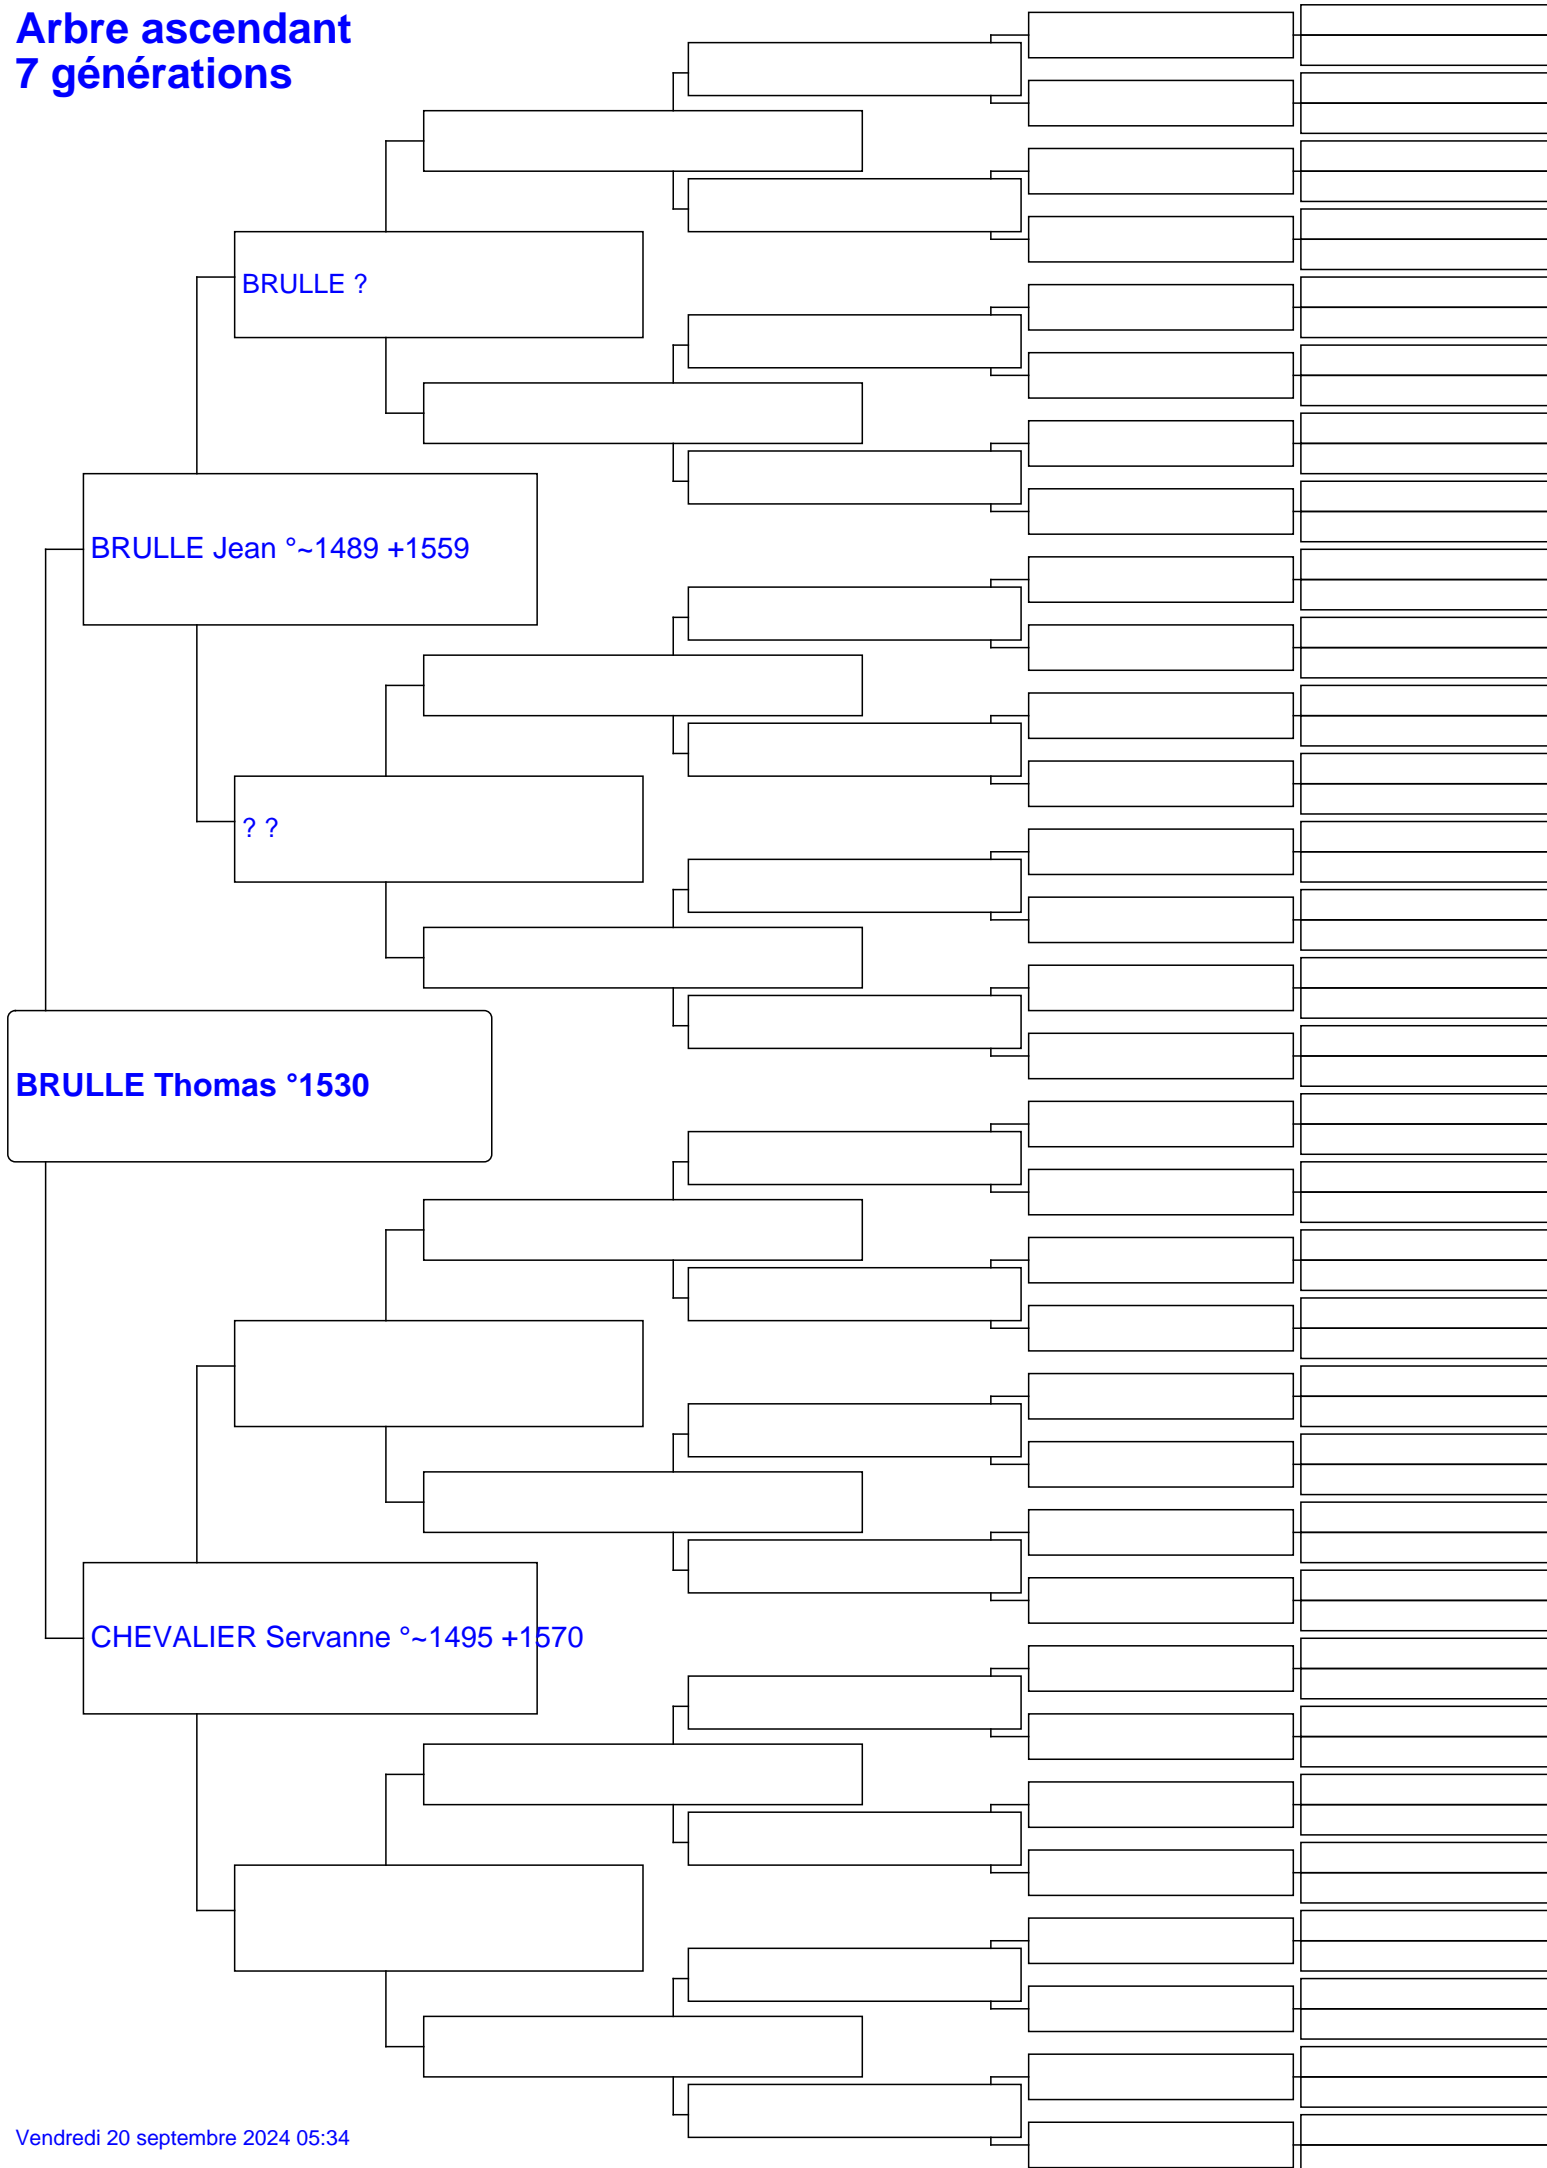 Arbre ascendant
7 générations
BRULLE ?
BRULLE Jean °~1489 +1559
? ?
BRULLE Thomas °1530
CHEVALIER Servanne °~1495 +1570
Vendredi 20 septembre 2024 05:34